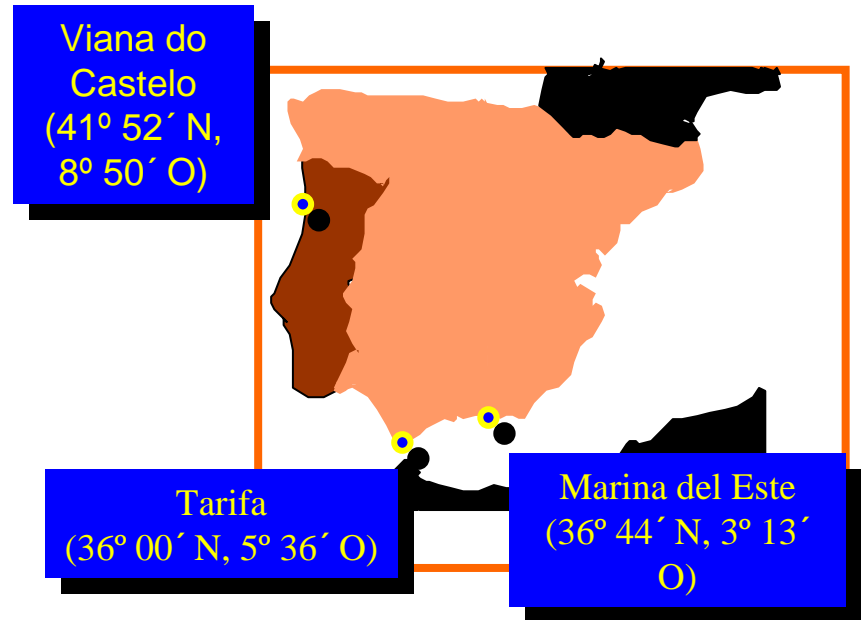 Viana do
Castelo
(41º 52´ N,
8º 50´ O)
Tarifa
(36º 00´ N, 5º 36´ O)
Marina del Este
(36º 44´ N, 3º 13´
O)